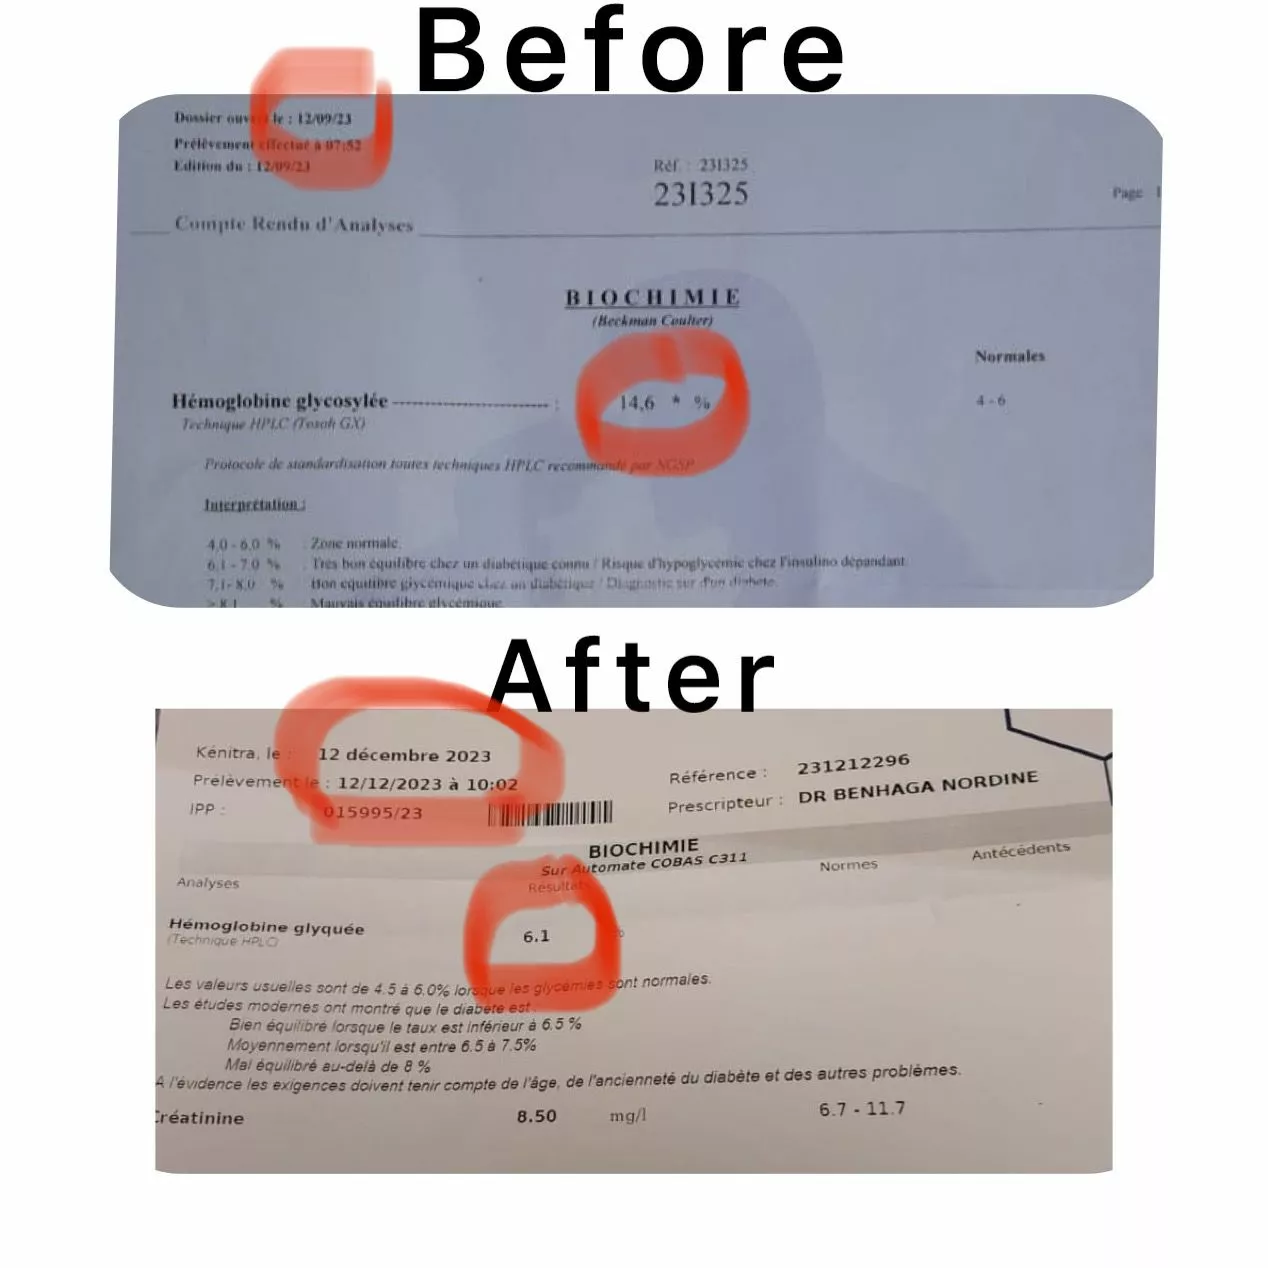 Before
Dossier ouvert le : 12/09/23
Prélèvement effectué à 07:52
Edition du : 12/09/23
Réf. : 231325
231325
Page 1
Compte Rendu d'Analyses
BIOCHIMIE
(Beckman Coulter)
Normales
Hémoglobine glycosylée ---------------------------- : 14,6 * % 4 - 6
Technique HPLC (Tosoh GX)
Protocole de standardisation toutes techniques HPLC recommandé par NGSP
Interprétation :
4,0 - 6,0 % : Zone normale.
6,1 - 7,0 % : Très bon équilibre chez un diabétique connu / Risque d'hypoglycémie chez l'insulino dépendant
7,1- 8,0 % : Bon équilibre glycémique chez un diabétique / Diagnostic sur d'un diabète.
> 8,1 % : Mauvais équilibre glycémique
After
Kénitra, le : 12 décembre 2023
Prélèvement le : 12/12/2023 à 10:02
IPP : 015995/23
Référence : 231212296
Prescripteur : DR BENHAGA NORDINE
BIOCHIMIE
Sur Automate COBAS C311
Analyses Résultat Normes Antécédents
Hémoglobine glyquée 6.1 %
(Technique HPLC)
Les valeurs usuelles sont de 4.5 à 6.0% lorsque les glycémies sont normales.
Les études modernes ont montré que le diabète est :
Bien équilibré lorsque le taux est inférieur à 6.5 %
Moyennement lorsqu'il est entre 6.5 à 7.5%
Mal équilibré au-delà de 8 %
A l'évidence les exigences doivent tenir compte de l'âge, de l'ancienneté du diabète et des autres problèmes.
Créatinine 8.50 mg/l 6.7 - 11.7 -